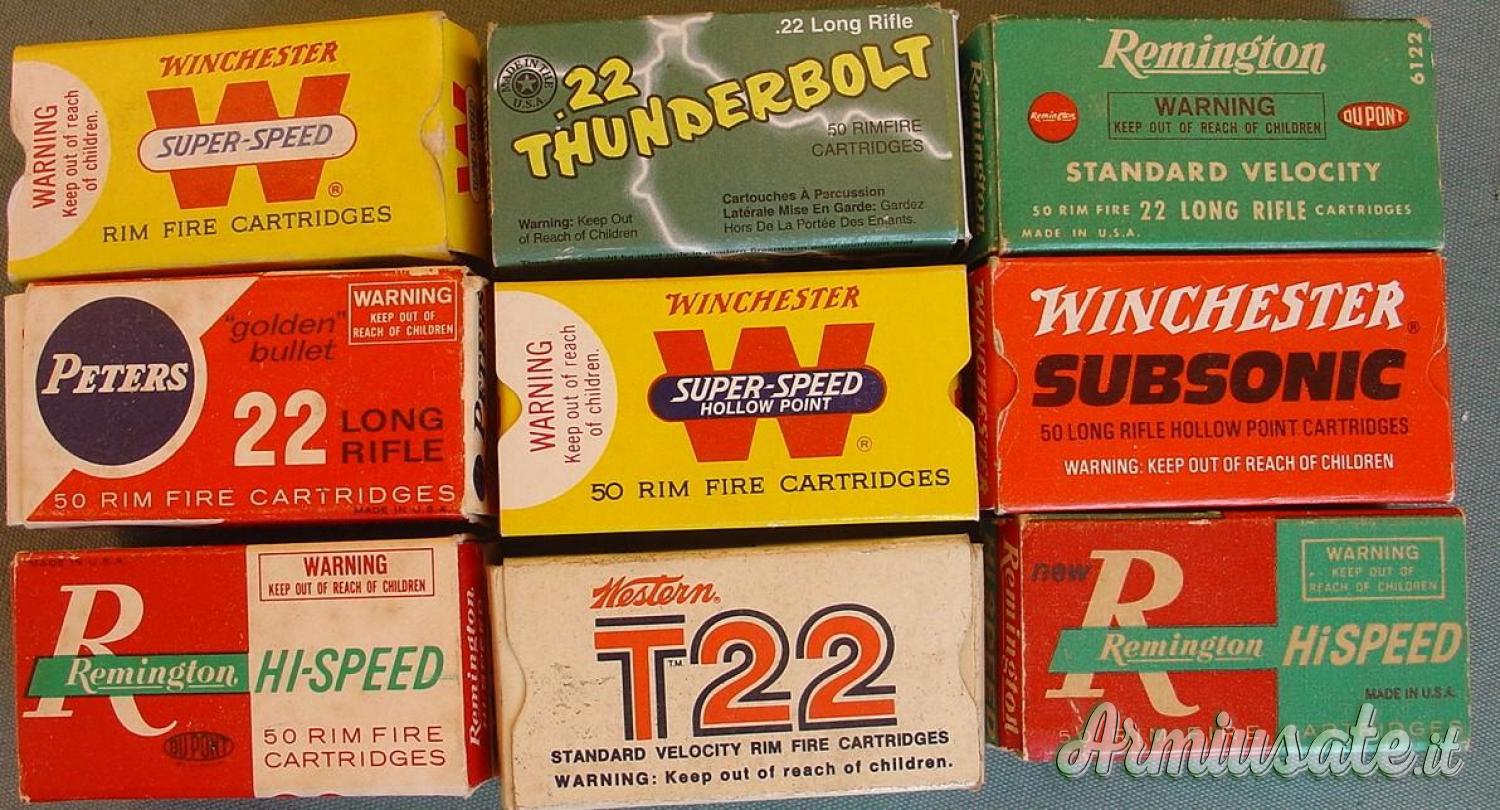 WINCHESTER
W
SUPER-SPEED
®
RIM FIRE CARTRIDGES
WARNING
Keep out of reach
of children.
.22 Long Rifle
MADE IN THE
U.S.A
.22
THUNDERBOLT
50 RIMFIRE
CARTRIDGES
Warning: Keep Out
of Reach of Children
Cartouches À Percussion
Latérale Mise En Garde: Gardez
Hors De La Portée Des Enfants.
Remington
6122
Remington
WARNING
KEEP OUT OF REACH OF CHILDREN
DU PONT
STANDARD VELOCITY
50 RIM FIRE 22 LONG RIFLE CARTRIDGES
MADE IN U.S.A.
Remington
PETERS
"golden"
bullet
WARNING
KEEP OUT OF
REACH OF CHILDREN
22 LONG
RIFLE
50 RIM FIRE CARTRIDGES
MADE IN U.S.A.
WINCHESTER
W
SUPER-SPEED
HOLLOW POINT
®
50 RIM FIRE CARTRIDGES
WARNING
Keep out of reach
of children.
WINCHESTER®
SUBSONIC
50 LONG RIFLE HOLLOW POINT CARTRIDGES
WARNING: KEEP OUT OF REACH OF CHILDREN
WINCHESTER
MADE IN U.S.A.
R
Remington
WARNING
KEEP OUT OF REACH OF CHILDREN
HI-SPEED
DU PONT
50 RIM FIRE
CARTRIDGES
Remington
Western®
T22
T.M.
STANDARD VELOCITY RIM FIRE CARTRIDGES
WARNING: Keep out of reach of children.
new
R
Remington
WARNING
KEEP OUT OF
REACH OF CHILDREN
HiSPEED
MADE IN U.S.A.
CARTRIDGES
Remington
Armiusate.it